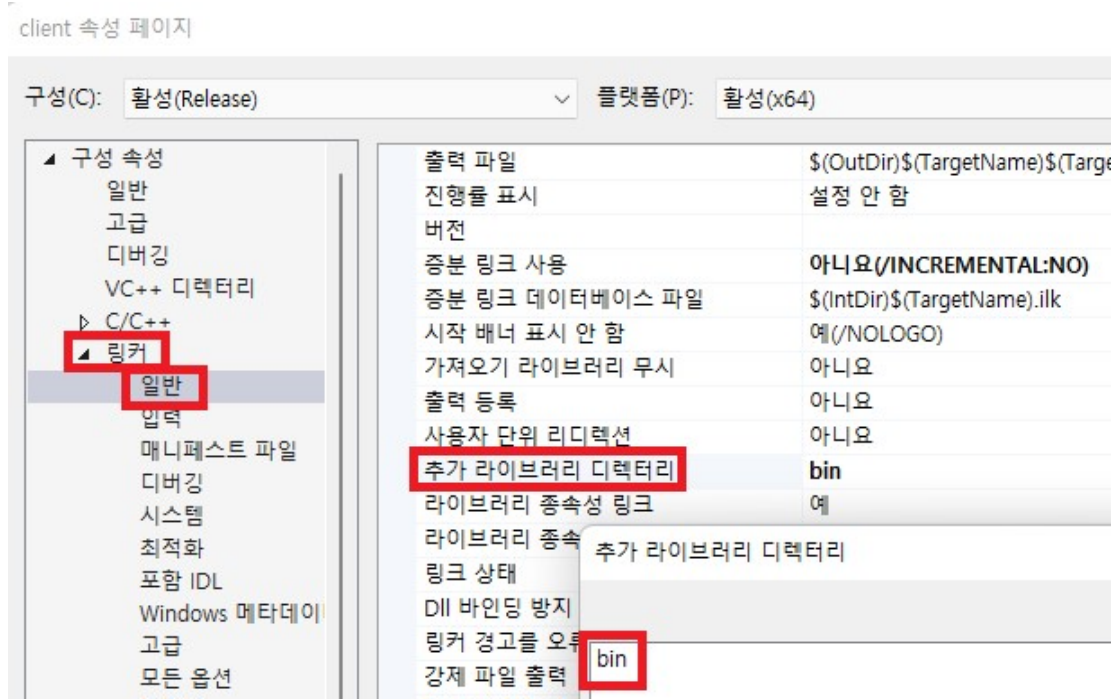 client 속성 페이지
구성(C): 활성(Release) 플랫폼(P): 활성(x64)
구성 속성
일반
고급
디버깅
VC++ 디렉터리
C/C++
링커
일반
입력
매니페스트 파일
디버깅
시스템
최적화
포함 IDL
Windows 메타데이
고급
모든 옵션
출력 파일 $(OutDir)$(TargetName)$(Targe
진행률 표시 설정 안 함
버전
증분 링크 사용 아니요(/INCREMENTAL:NO)
증분 링크 데이터베이스 파일 $(IntDir)$(TargetName).ilk
시작 배너 표시 안 함 예(/NOLOGO)
가져오기 라이브러리 무시 아니요
출력 등록 아니요
사용자 단위 리디렉션 아니요
추가 라이브러리 디렉터리 bin
라이브러리 종속성 링크 예
라이브러리 종속
링크 상태
Dll 바인딩 방지
링커 경고를 오류
강제 파일 출력
추가 라이브러리 디렉터리
bin